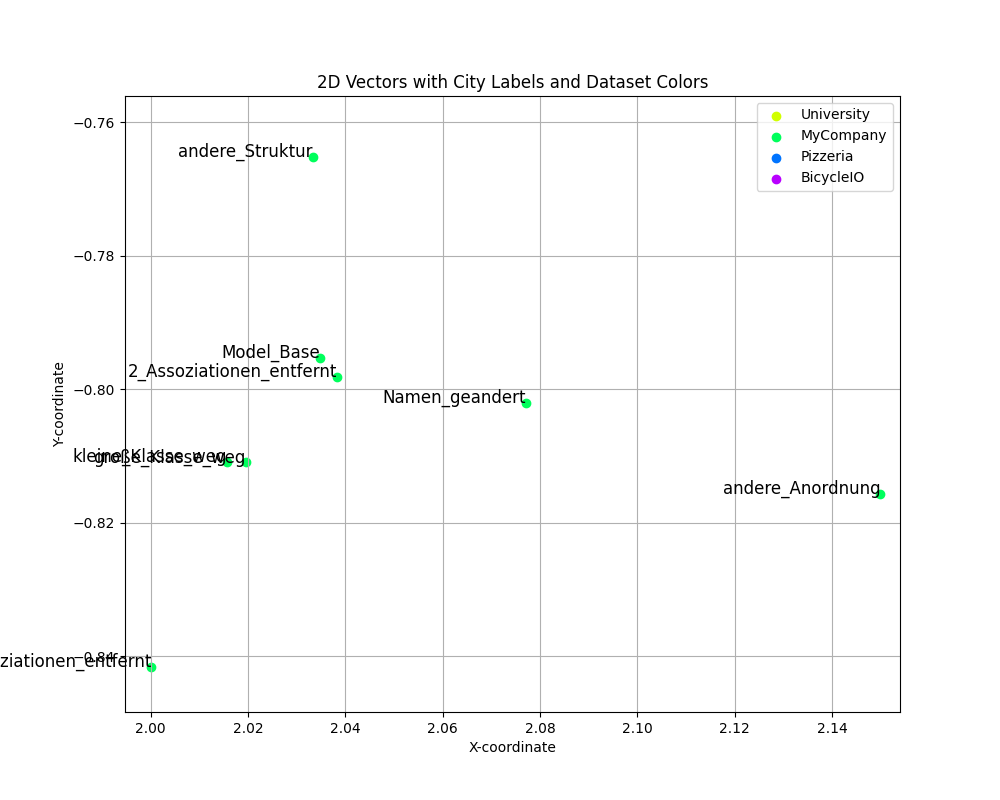 2D Vectors with City Labels and Dataset Colors
University
MyCompany
Pizzeria
BicycleIO
−0.76
−0.78
−0.80
−0.82
−0.84
Y-coordinate
andere_Struktur
Model_Base
2_Assoziationen_entfernt
Namen_geandert
kleine_Klasse_weg
große_Klasse_weg
andere_Anordnung
ziationen_entfernt
2.00 2.02 2.04 2.06 2.08 2.10 2.12 2.14
X-coordinate